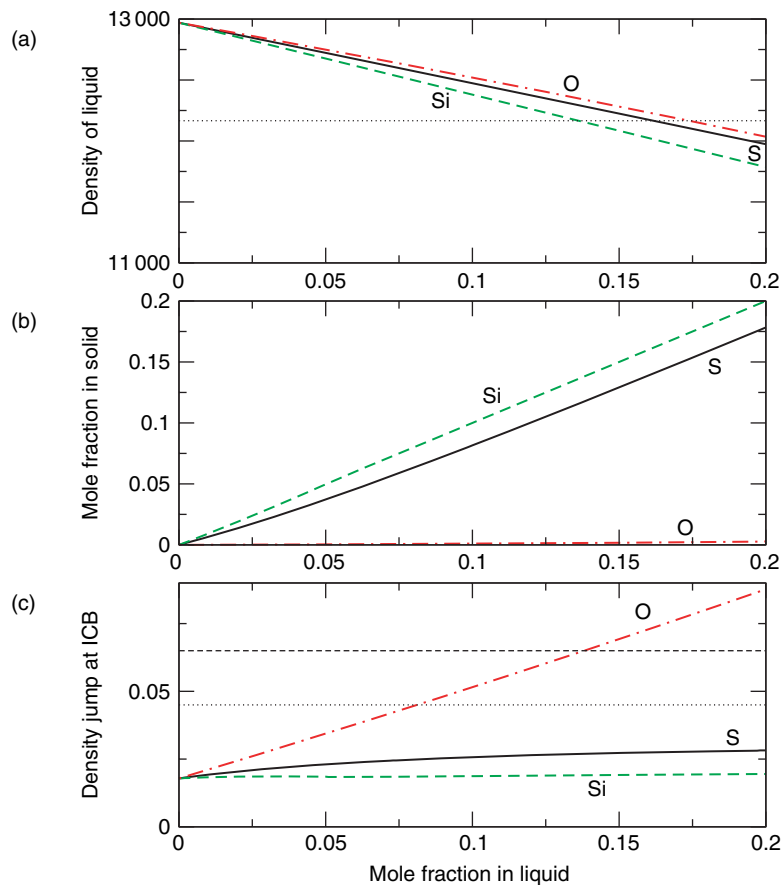 (a)
Density of liquid
13 000
11 000
O
Si
S
0
0.05
0.1
0.15
0.2
(b)
Mole fraction in solid
0.2
0.15
0.1
0.05
0
Si
S
O
0
0.05
0.1
0.15
0.2
(c)
Density jump at ICB
0.05
0
O
S
Si
0
0.05
0.1
0.15
0.2
Mole fraction in liquid